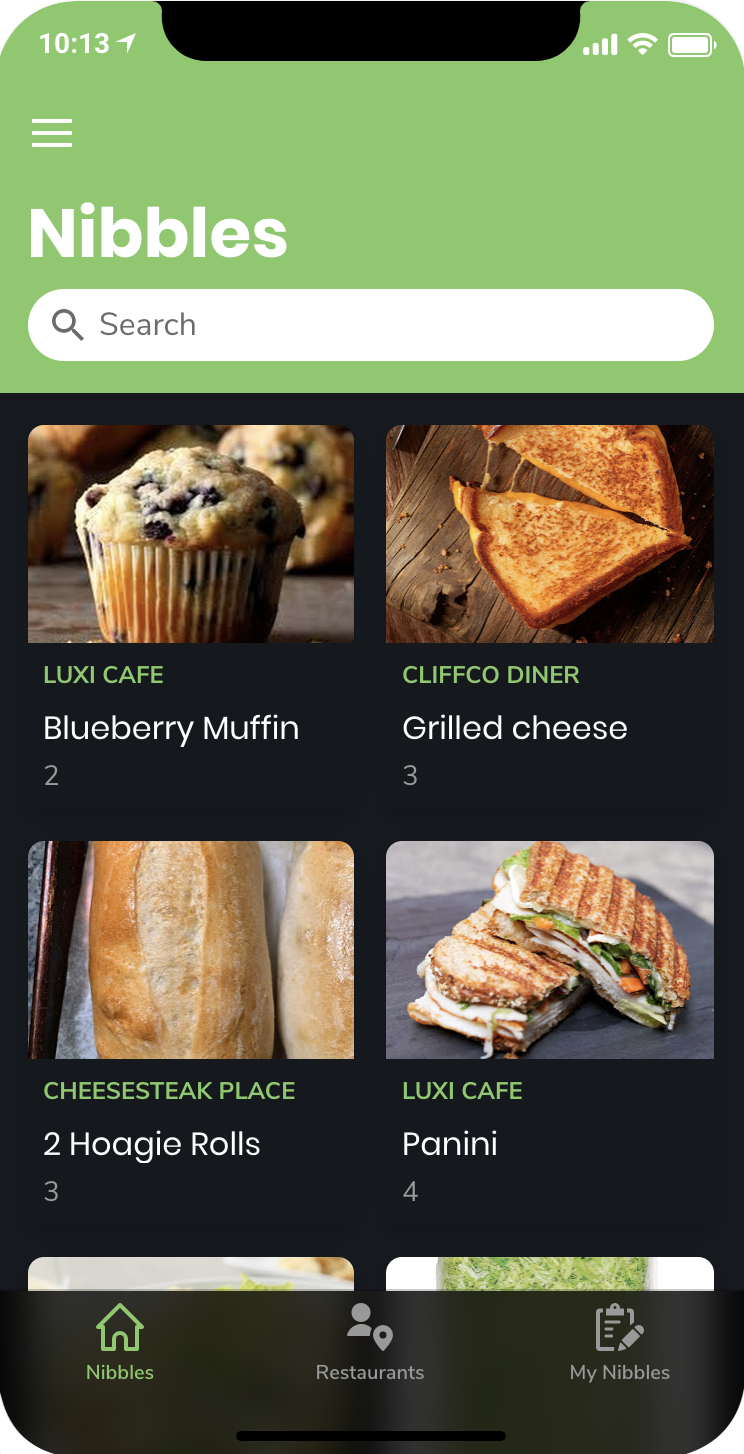 10:13
Nibbles
Search
LUXI CAFE
Blueberry Muffin
2
CLIFFCO DINER
Grilled cheese
3
CHEESESTEAK PLACE
2 Hoagie Rolls
3
LUXI CAFE
Panini
4
Nibbles
Restaurants
My Nibbles